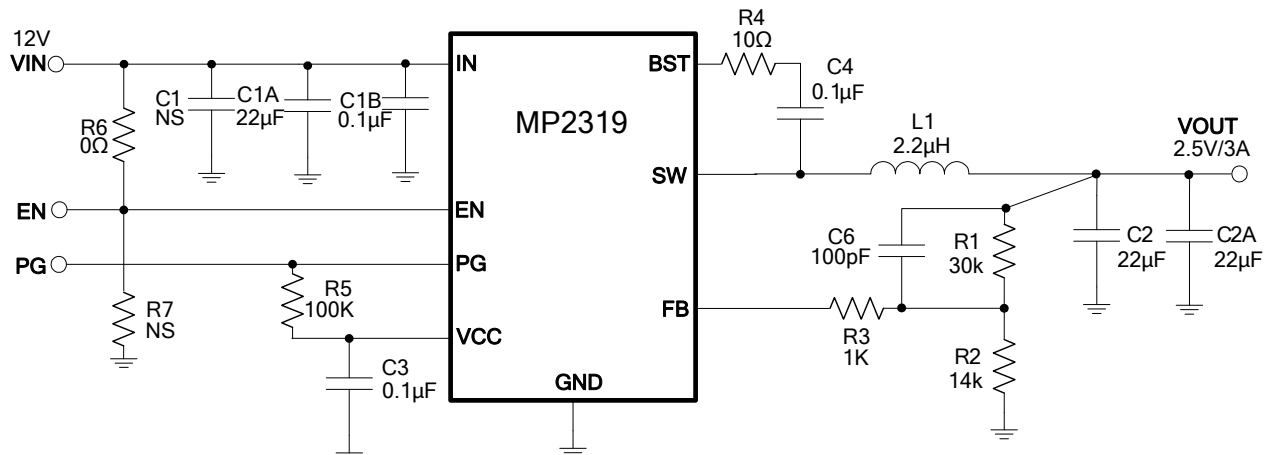 12V
VIN
R6
0Ω
C1
NS
C1A
22µF
C1B
0.1µF
EN
PG
R7
NS
R5
100K
C3
0.1µF
IN
EN
PG
VCC
GND
MP2319
BST
SW
FB
R4
10Ω
C4
0.1µF
L1
2.2µH
VOUT
2.5V/3A
C6
100pF
R1
30k
C2
22µF
C2A
22µF
R3
1K
R2
14k